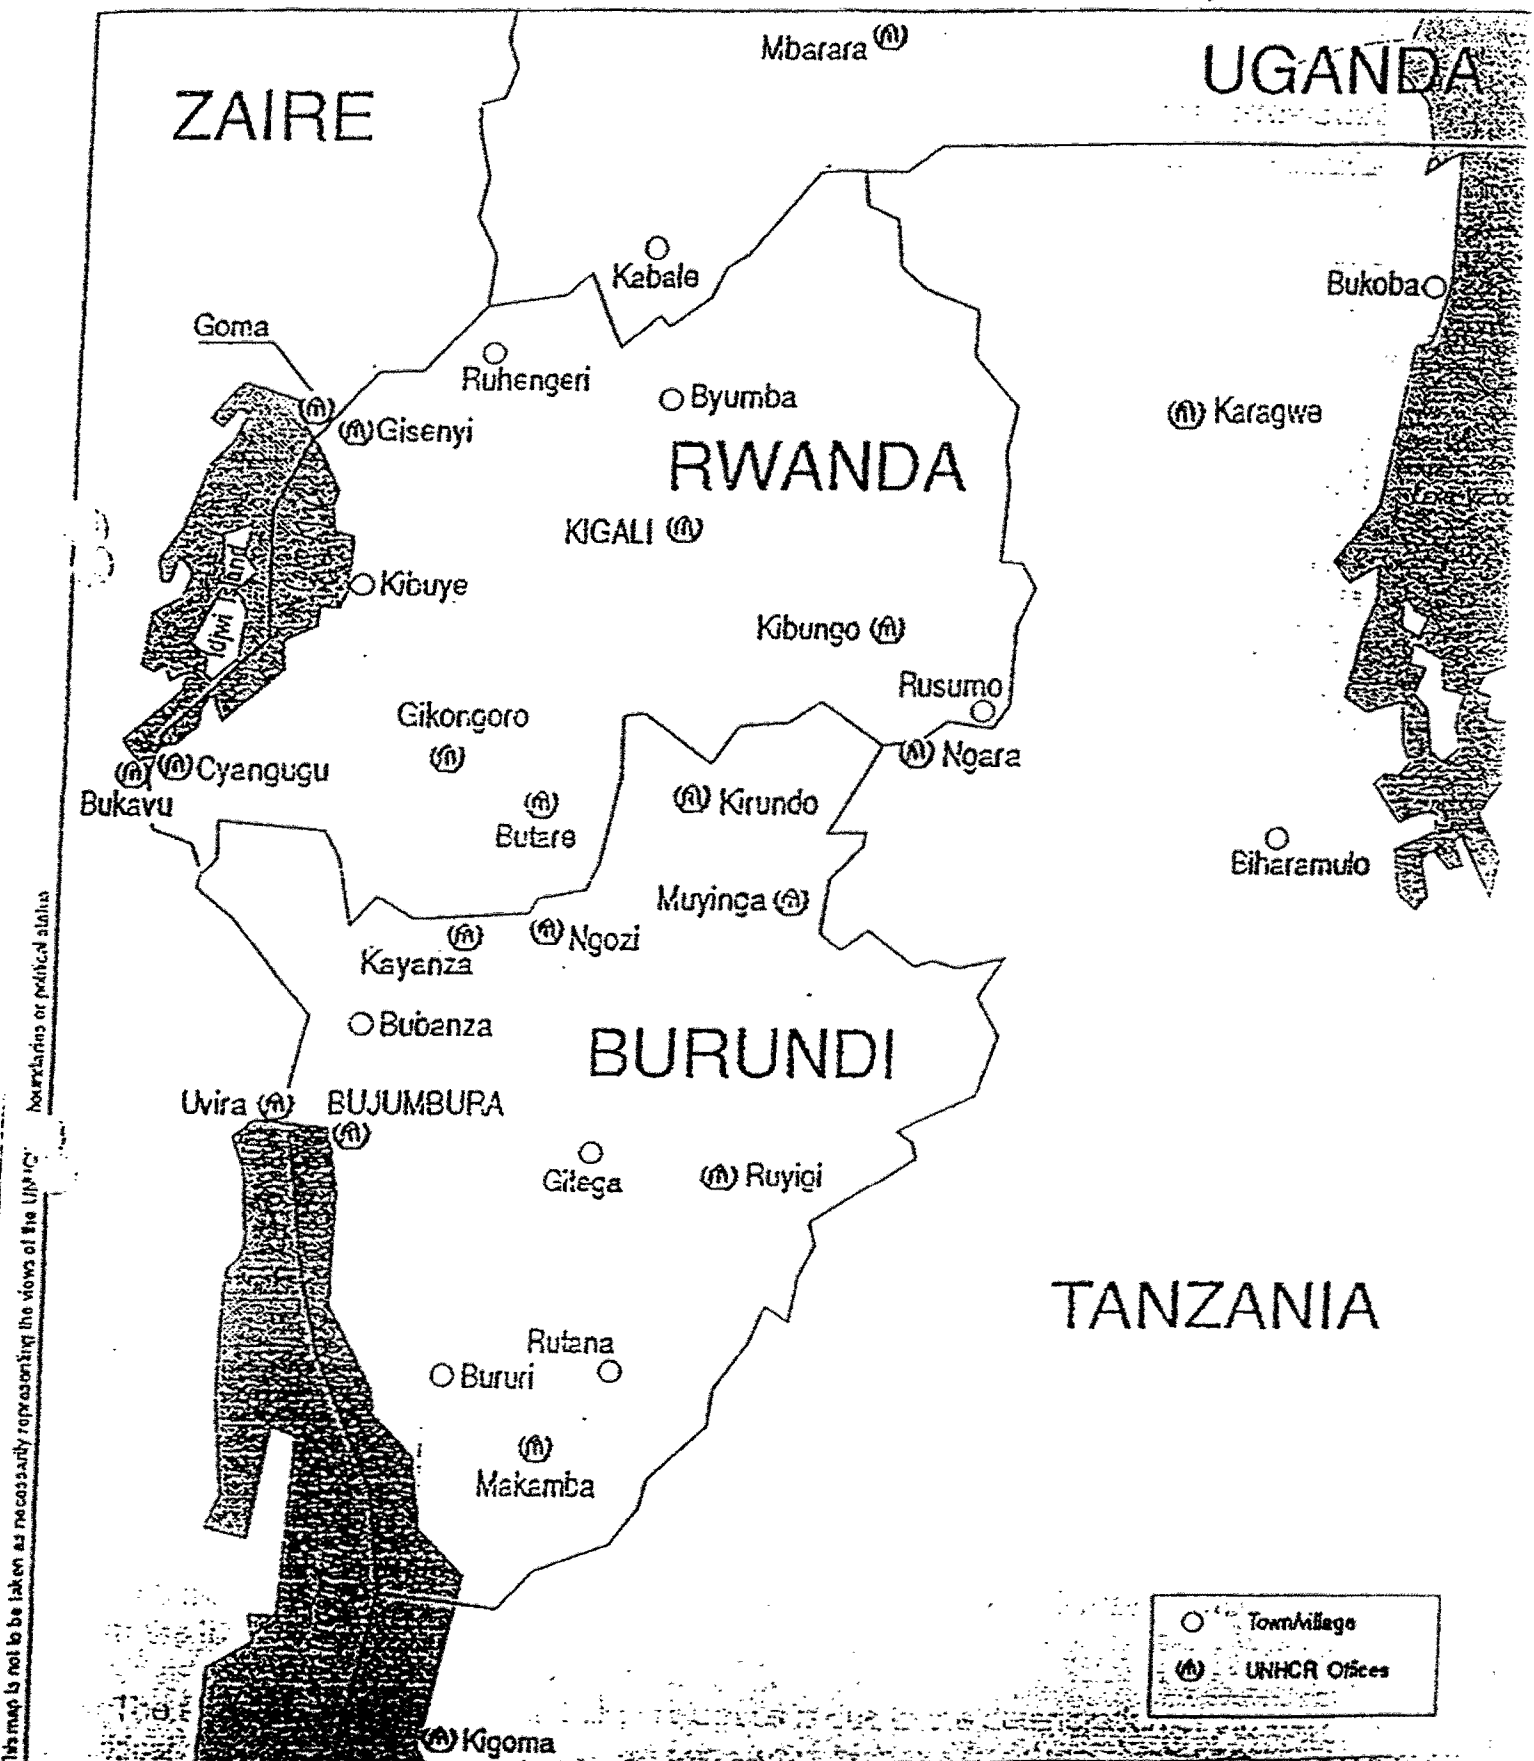 Mbarara
UGANDA
ZAIRE
Kabale
Bukoba
Goma
Ruhengeri
Byumba
Karagwe
Gisenyi
RWANDA
KIGALI
Idjwi Island
Kibuye
Kibungo
Rusumo
Gikongoro
Ngara
Cyangugu
Bukavu
Kirundo
Butare
Biharamulo
Muyinga
Ngozi
Kayanza
Bubanza
BURUNDI
Uvira
BUJUMBURA
Gitega
Ruyigi
TANZANIA
Rutana
Bururi
Makamba
Town/village
UNHCR Offices
Kigoma
This map is not to be taken as necessarily representing the views of the UNHCR
boundaries or political status